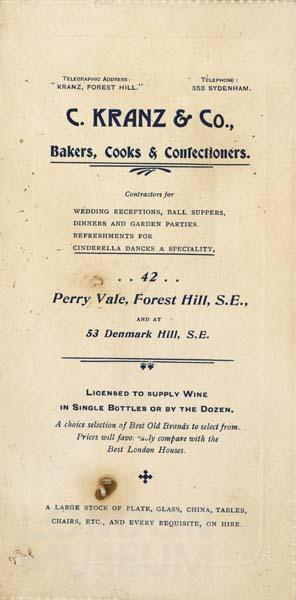 Telegraphic Address:
"Kranz, Forest Hill."
Telephone:
353 Sydenham.
C. KRANZ & Co.,
Bakers, Cooks & Confectioners.
Contractors for
WEDDING RECEPTIONS, BALL SUPPERS,
DINNERS AND GARDEN PARTIES.
REFRESHMENTS FOR
CINDERELLA DANCES A SPECIALITY,
. . 42 . .
Perry Vale, Forest Hill, S.E.,
AND AT
53 Denmark Hill, S.E.
Licensed to supply Wine
in Single Bottles or by the Dozen.
A choice selection of Best Old Brands to select from.
Prices will compare with the
Best London Houses.
A LARGE STOCK OF PLATE, GLASS, CHINA, TABLES,
CHAIRS, ETC., AND EVERY REQUISITE, ON HIRE.
MUSEUM